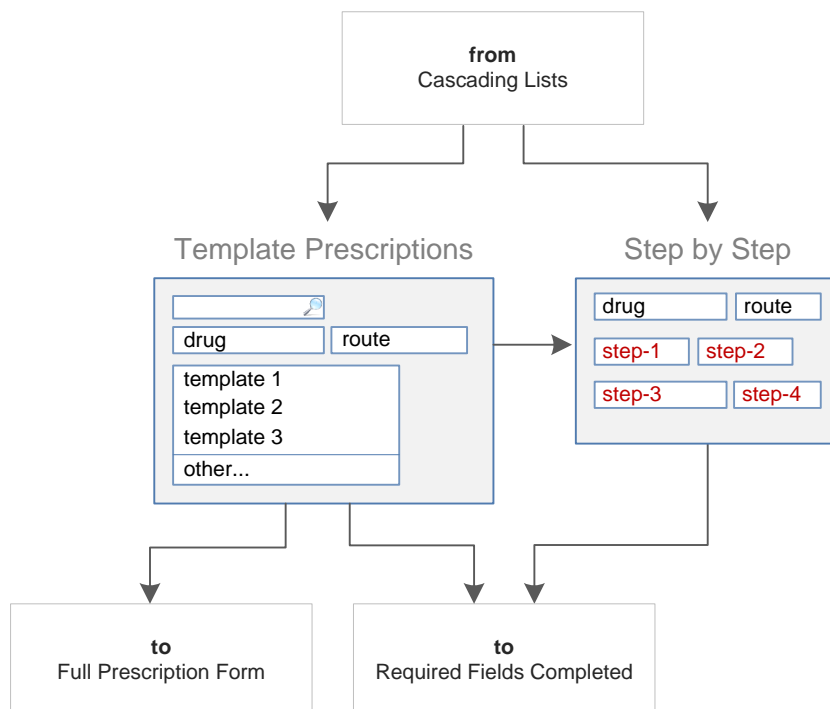 from
Cascading Lists
Template Prescriptions
Step by Step
drug
route
template 1
template 2
template 3
other...
drug
route
step-1
step-2
step-3
step-4
to
Full Prescription Form
to
Required Fields Completed